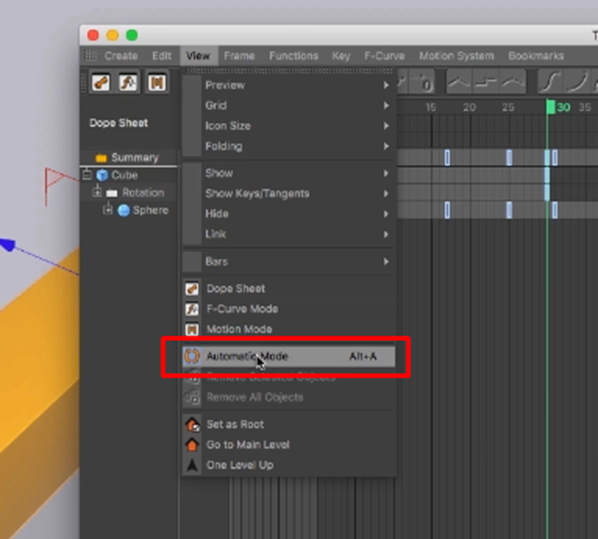 T
Create Edit View Frame Functions Key F-Curve Motion System Bookmarks
Preview
Grid
Icon Size
Folding
Show
Show Keys/Tangents
Hide
Link
Bars
Dope Sheet
F-Curve Mode
Motion Mode
Automatic Mode Alt+A
Remove Selected Objects
Remove All Objects
Set as Root
Go to Main Level
One Level Up
Dope Sheet
Summary
Cube
Rotation
Sphere
0
15 20 25 30 35